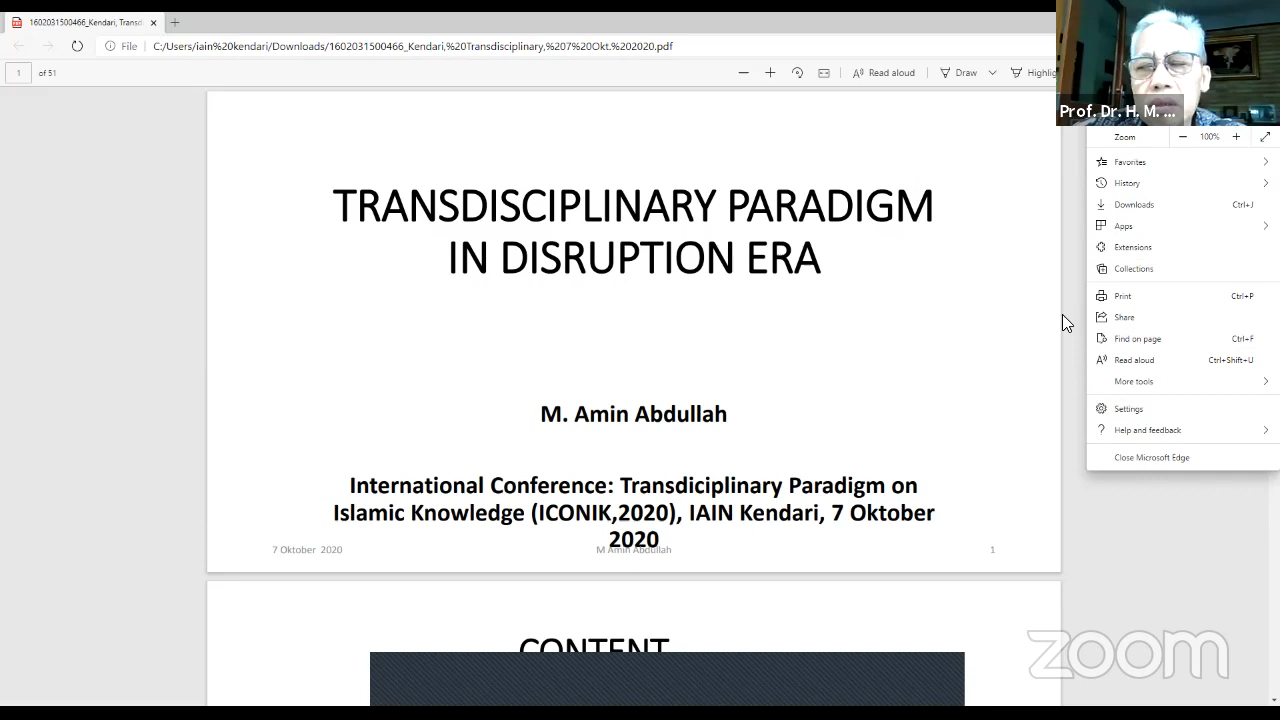 1602031500466_Kendari, Transd
File
C:/Users/iain%20kendari/Downloads/1602031500466_Kendari,%20Transdisciplinary,%207%20Okt.%202020.pdf
1
of 51
Read aloud
Draw
Highlig
Prof. Dr. H. M. ...
Zoom
100%
Favorites
History
Downloads Ctrl+J
Apps
Extensions
Collections
Print Ctrl+P
Share
Find on page Ctrl+F
Read aloud Ctrl+Shift+U
More tools
Settings
Help and feedback
Close Microsoft Edge
TRANSDISCIPLINARY PARADIGM
IN DISRUPTION ERA
M. Amin Abdullah
International Conference: Transdiciplinary Paradigm on
Islamic Knowledge (ICONIK,2020), IAIN Kendari, 7 Oktober
2020
7 Oktober 2020
M Amin Abdullah
1
CONTENT
zoom